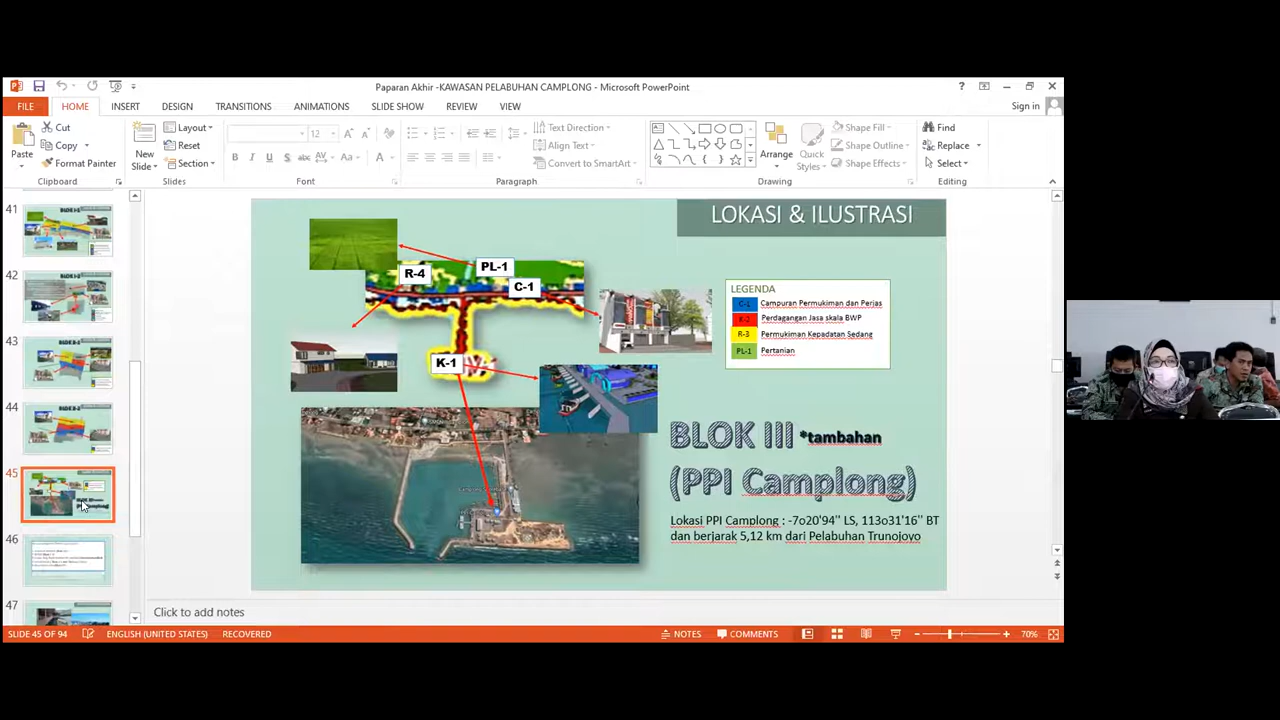 Paparan Akhir -KAWASAN PELABUHAN CAMPLONG - Microsoft PowerPoint
FILE HOME INSERT DESIGN TRANSITIONS ANIMATIONS SLIDE SHOW REVIEW VIEW
Sign in
Paste
Cut
Copy
Format Painter
Clipboard
New Slide
Layout
Reset
Section
Slides
12
Font
Text Direction
Align Text
Convert to SmartArt
Paragraph
Arrange
Quick Styles
Shape Fill
Shape Outline
Shape Effects
Drawing
Find
Replace
Select
Editing
41
42
43
44
45
46
47
LOKASI & ILUSTRASI
R-4
PL-1
C-1
K-1
LEGENDA
C-1 Campuran Permukiman dan Perjas
K-2 Perdagangan Jasa skala BWP
R-3 Permukiman Kepadatan Sedang
PL-1 Pertanian
BLOK III *tambahan
(PPI Camplong)
Lokasi PPI Camplong : -7o20'94'' LS, 113o31'16'' BT
dan berjarak 5,12 km dari Pelabuhan Trunojoyo
Click to add notes
SLIDE 45 OF 94 ENGLISH (UNITED STATES) RECOVERED NOTES COMMENTS 70%